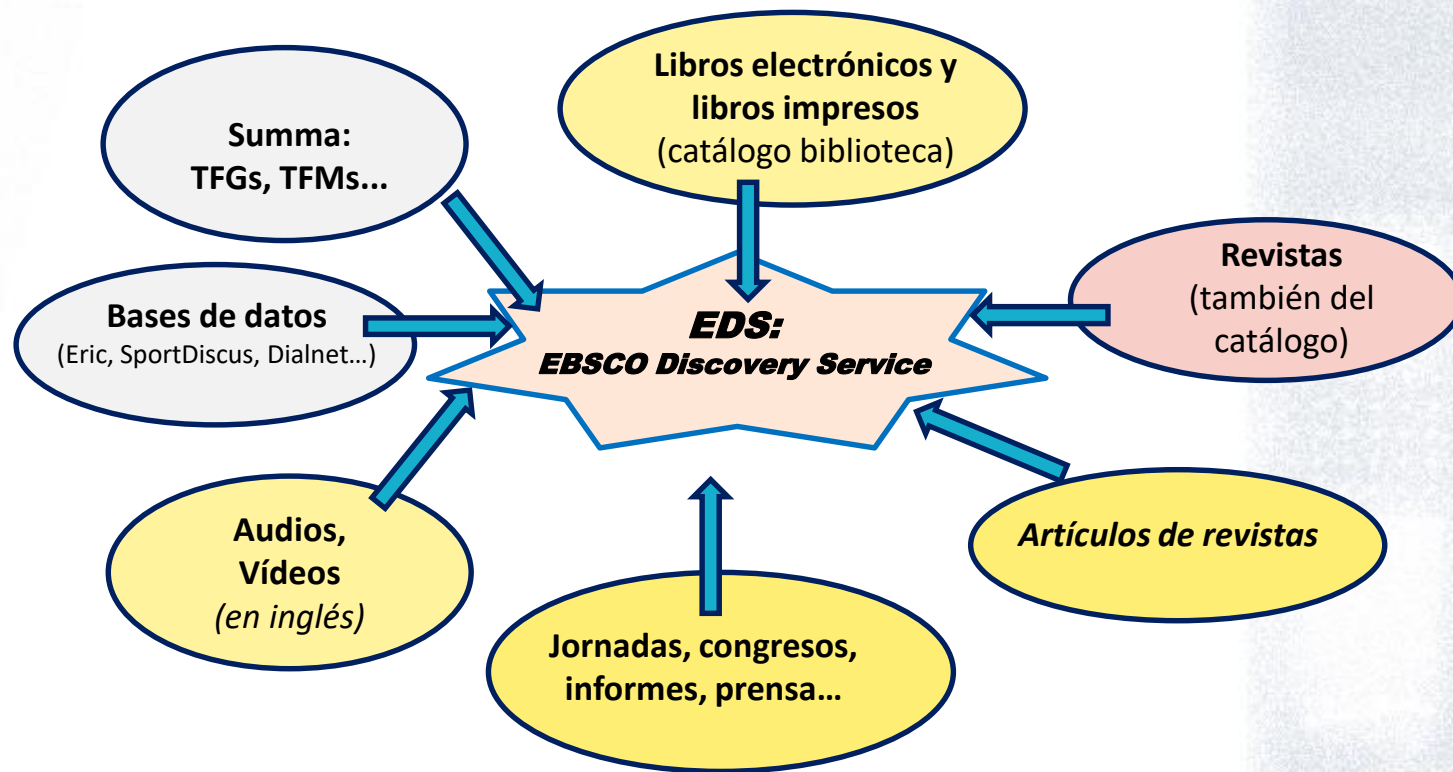 Libros electrónicos y
libros impresos
(catálogo biblioteca)
Summa:
TFGs, TFMs...
Revistas
(también del
catálogo)
Bases de datos
(Eric, SportDiscus, Dialnet…)
EDS:
EBSCO Discovery Service
Audios,
Vídeos
(en inglés)
Artículos de revistas
Jornadas, congresos,
informes, prensa…